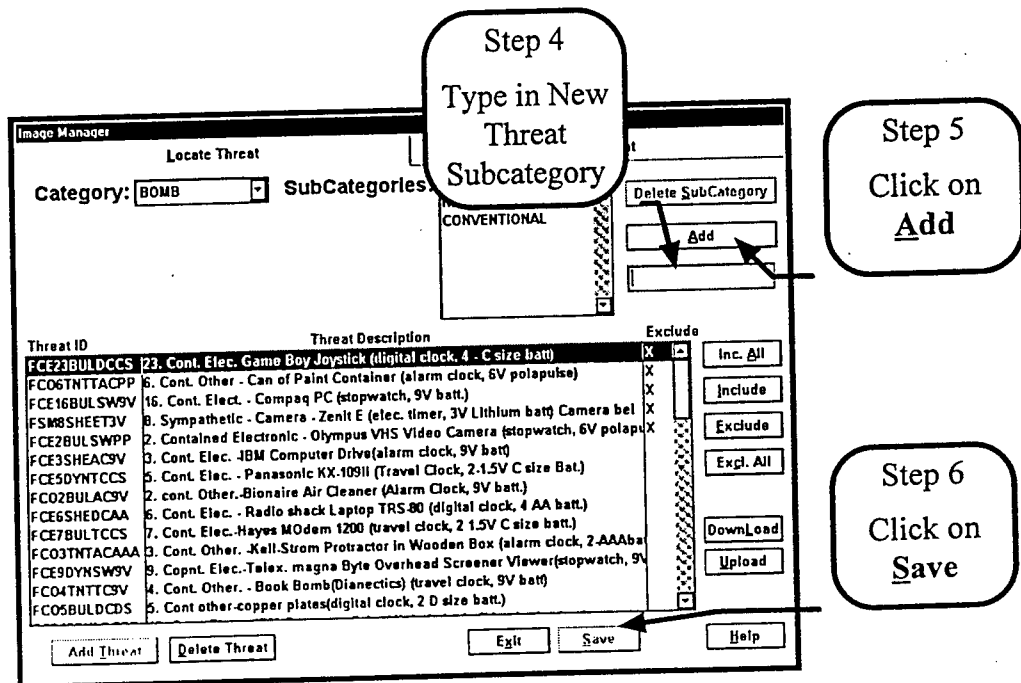 Step 4
Type in New
Threat
Subcategory
Step 5
Click on
Add
Image Manager
Locate Threat
Category: BOMB
SubCategories:
CONVENTIONAL
Delete SubCategory
Add
Threat ID Threat Description Exclude
FCE23BULDCCS 23. Cont. Elec. Game Boy Joystick (digital clock, 4 - C size batt) X
FCO6TNTTACPP 6. Cont. Other - Can of Paint Container (alarm clock, 6V polapulse) X
FCE16BULSW9V 16. Cont. Elect. - Compaq PC (stopwatch, 9V batt.) X
FSM8SHEET3V 8. Sympathetic - Camera - Zenit E (elec. timer, 3V Lithium batt) Camera bel X
FCE2BULSWPP 2. Contained Electronic - Olympus VHS Video Camera (stopwatch, 6V polapu X
FCE3SHEAC9V 3. Cont. Elec. -IBM Computer Drive(alarm clock, 9V batt)
FCE5DYNTCCS 5. Cont. Elec. - Panasonic KX-109II (Travel Clock, 2-1.5V C size Bat.)
FCO2BULAC9V 2. cont. Other.-Bionaire Air Cleaner (Alarm Clock, 9V batt.)
FCE6SHEDCAA 6. Cont. Elec. - Radio shack Laptop TRS-80 (digital clock, 4 AA batt.)
FCE7BULTCCS 7. Cont. Elec.-Hayes MOdem 1200 (travel clock, 2 1.5V C size batt.)
FCO3TNTACAAA 3. Cont. Other. -Kell-Strom Protractor in Wooden Box (alarm clock, 2-AAAba
FCE9DYNSW9V 9. Copnt. Elec.-Telex. magna Byte Overhead Screener Viewer(stopwatch, 9V
FCO4TNTTC9V 4. Cont. Other. - Book Bomb(Dianectics) (travel clock, 9V batt)
FCO5BULDCDS 5. Cont other-copper plates(digital clock, 2 D size batt.)
Inc. All
Include
Exclude
Excl. All
DownLoad
Upload
Step 6
Click on
Save
Add Threat Delete Threat Exit Save Help